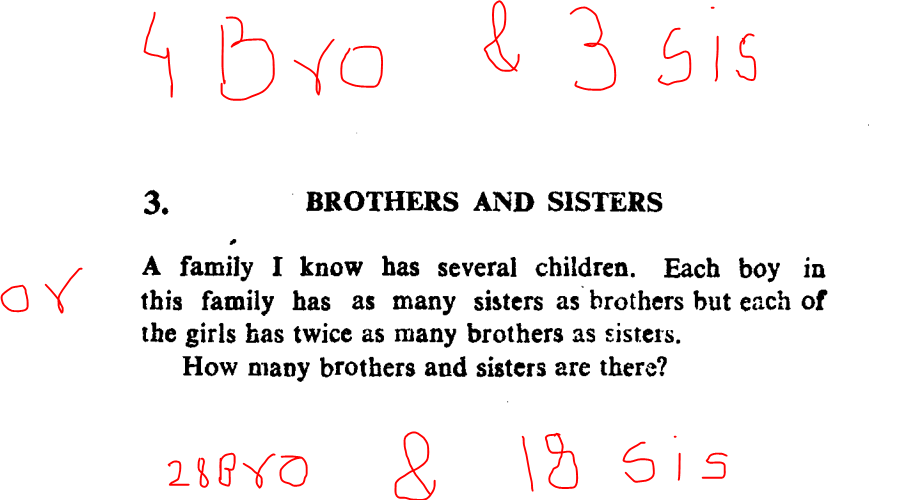 4 Bro & 3 sis
3. BROTHERS AND SISTERS
A family I know has several children. Each boy in
or
this family has as many sisters as brothers but each of
the girls has twice as many brothers as sisters.
How many brothers and sisters are there?
28Bro & 18 sis